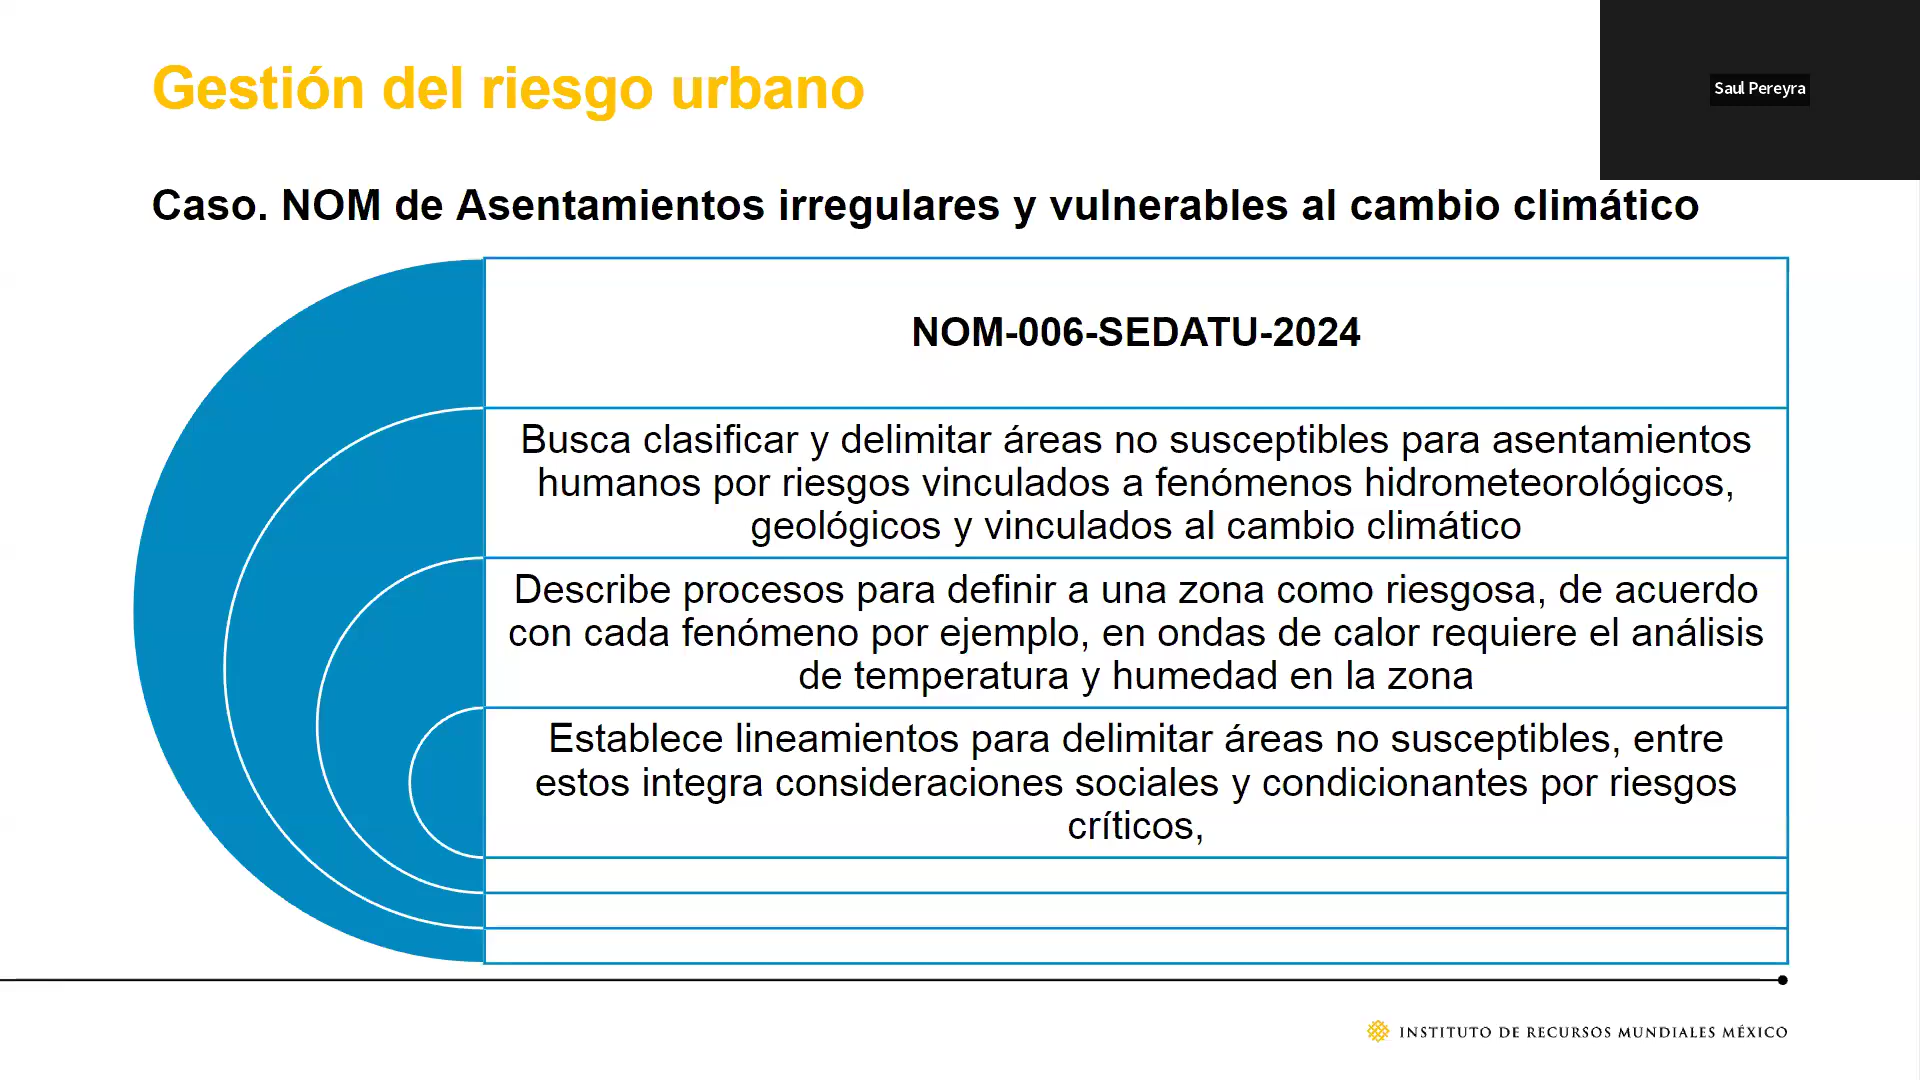 Gestión del riesgo urbano
Saul Pereyra
Caso. NOM de Asentamientos irregulares y vulnerables al cambio climático
NOM-006-SEDATU-2024
Busca clasificar y delimitar áreas no susceptibles para asentamientos
humanos por riesgos vinculados a fenómenos hidrometeorológicos,
geológicos y vinculados al cambio climático
Describe procesos para definir a una zona como riesgosa, de acuerdo
con cada fenómeno por ejemplo, en ondas de calor requiere el análisis
de temperatura y humedad en la zona
Establece lineamientos para delimitar áreas no susceptibles, entre
estos integra consideraciones sociales y condicionantes por riesgos
críticos,
INSTITUTO DE RECURSOS MUNDIALES MÉXICO